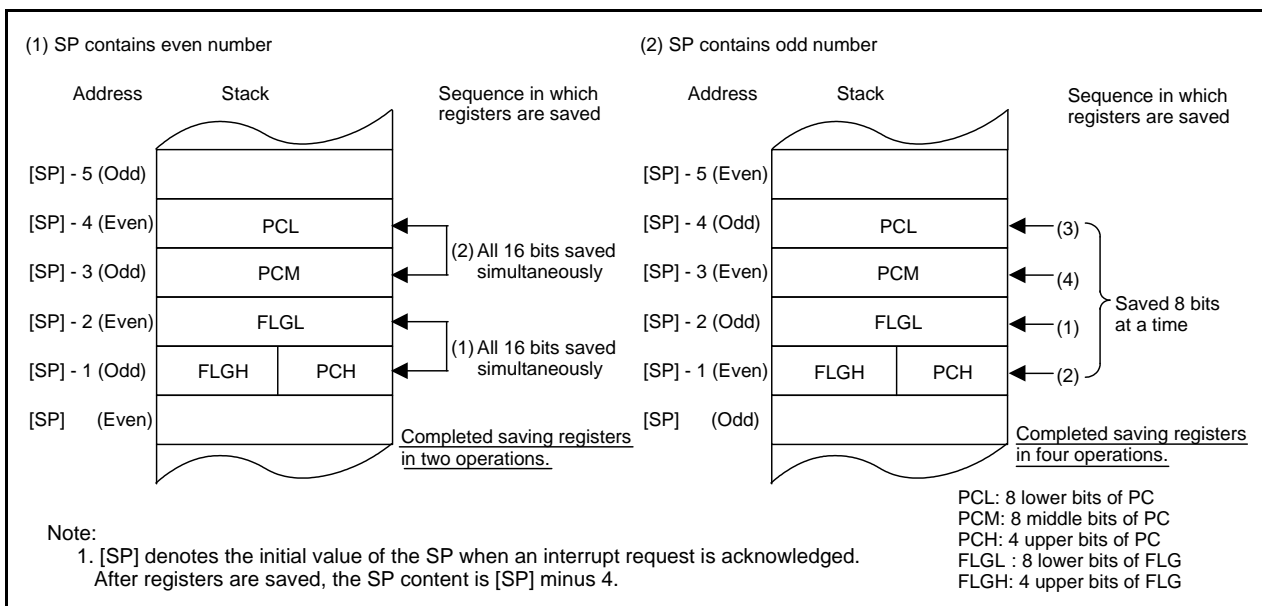 (1) SP contains even number
Address Stack Sequence in which
registers are saved
[SP] - 5 (Odd)
[SP] - 4 (Even) PCL
(2) All 16 bits saved
simultaneously
[SP] - 3 (Odd) PCM
[SP] - 2 (Even) FLGL
(1) All 16 bits saved
simultaneously
[SP] - 1 (Odd) FLGH PCH
[SP] (Even)
Completed saving registers
in two operations.
(2) SP contains odd number
Address Stack Sequence in which
registers are saved
[SP] - 5 (Even)
[SP] - 4 (Odd) PCL (3)
[SP] - 3 (Even) PCM (4)
Saved 8 bits
at a time
[SP] - 2 (Odd) FLGL (1)
[SP] - 1 (Even) FLGH PCH (2)
[SP] (Odd)
Completed saving registers
in four operations.
PCL: 8 lower bits of PC
PCM: 8 middle bits of PC
PCH: 4 upper bits of PC
FLGL : 8 lower bits of FLG
FLGH: 4 upper bits of FLG
Note:
1. [SP] denotes the initial value of the SP when an interrupt request is acknowledged.
After registers are saved, the SP content is [SP] minus 4.